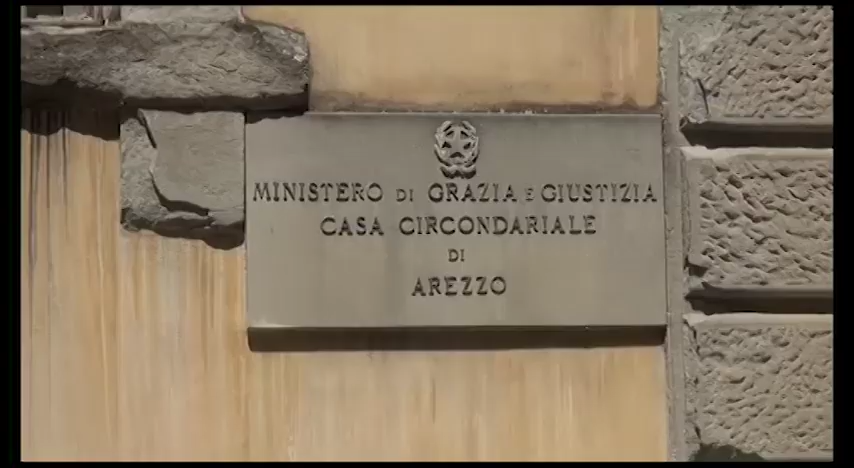 MINISTERO DI GRAZIA E GIUSTIZIA
CASA CIRCONDARIALE
DI
AREZZO